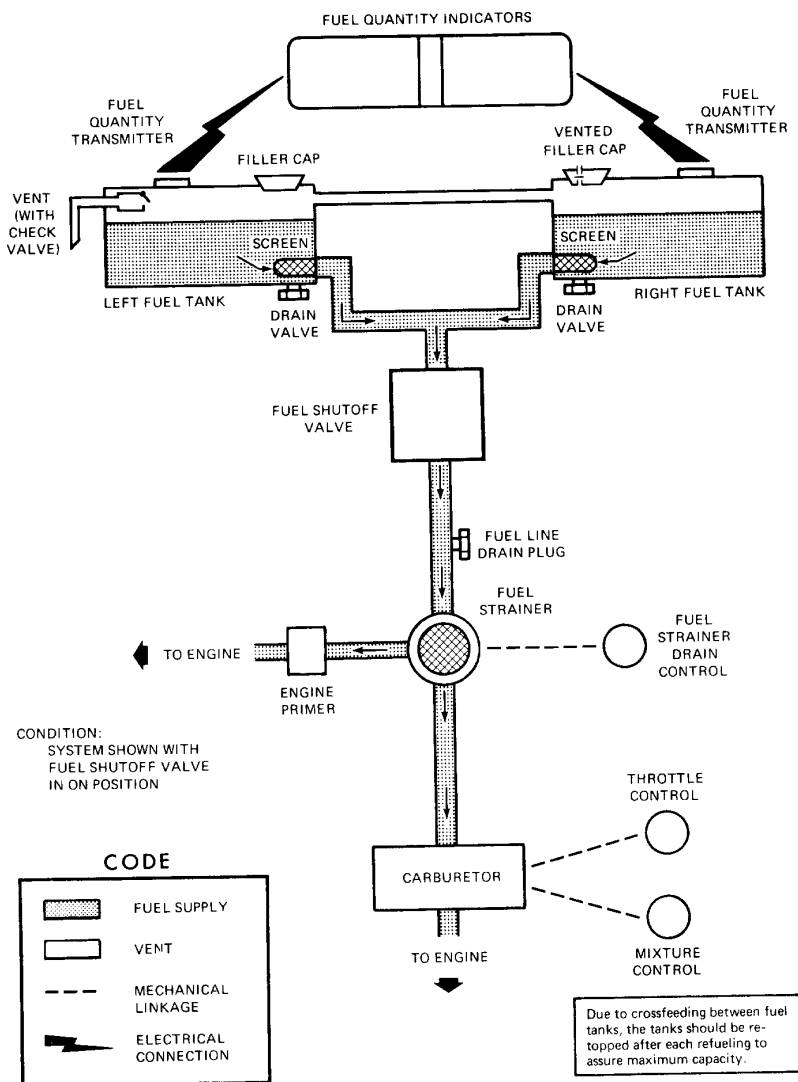 FUEL QUANTITY INDICATORS
FUEL
QUANTITY
TRANSMITTER
FUEL
QUANTITY
TRANSMITTER
FILLER CAP
VENTED
FILLER CAP
VENT
(WITH
CHECK
VALVE)
SCREEN
SCREEN
LEFT FUEL TANK
DRAIN
VALVE
DRAIN
VALVE
RIGHT FUEL TANK
FUEL SHUTOFF
VALVE
FUEL LINE
DRAIN PLUG
FUEL
STRAINER
FUEL
STRAINER
DRAIN
CONTROL
TO ENGINE
ENGINE
PRIMER
CONDITION:
SYSTEM SHOWN WITH
FUEL SHUTOFF VALVE
IN ON POSITION
THROTTLE
CONTROL
CARBURETOR
MIXTURE
CONTROL
TO ENGINE
CODE
FUEL SUPPLY
VENT
MECHANICAL
LINKAGE
ELECTRICAL
CONNECTION
Due to crossfeeding between fuel
tanks, the tanks should be re-
topped after each refueling to
assure maximum capacity.